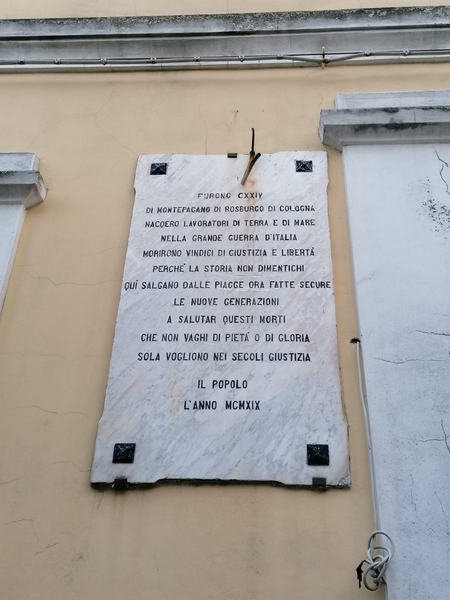 FURONO CXXIV
DI MONTEPAGANO DI ROSBURGO DI COLOGNA
NACQERO LAVORATORI DI TERRA E DI MARE
NELLA GRANDE GUERRA D'ITALIA
MORIRONO VINDICI DI GIUSTIZIA E LIBERTÀ
PERCHÈ LA STORIA NON DIMENTICHI
QUÌ SALGANO DALLE PIAGGE ORA FATTE SECURE
LE NUOVE GENERAZIONI
A SALUTAR QUESTI MORTI
CHE NON VAGHI DI PIETÀ O DI GLORIA
SOLA VOGLIONO NEI SECOLI GIUSTIZIA
IL POPOLO
L'ANNO MCMXIX